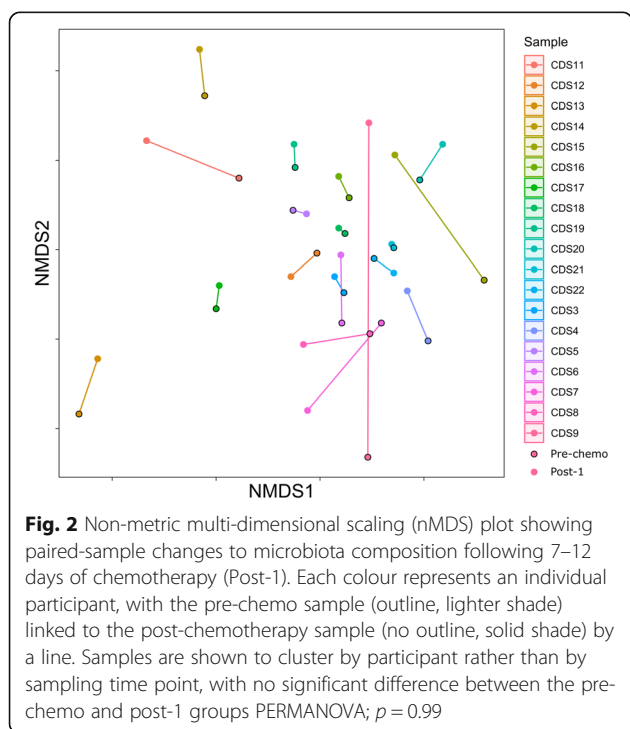 Sample
CDS11
CDS12
CDS13
CDS14
CDS15
CDS16
CDS17
CDS18
CDS19
CDS20
CDS21
CDS22
CDS3
CDS4
CDS5
CDS6
CDS7
CDS8
CDS9
Pre-chemo
Post-1
NMDS2
NMDS1
Fig. 2 Non-metric multi-dimensional scaling (nMDS) plot showing
paired-sample changes to microbiota composition following 7–12
days of chemotherapy (Post-1). Each colour represents an individual
participant, with the pre-chemo sample (outline, lighter shade)
linked to the post-chemotherapy sample (no outline, solid shade) by
a line. Samples are shown to cluster by participant rather than by
sampling time point, with no significant difference between the pre-
chemo and post-1 groups PERMANOVA; p = 0.99